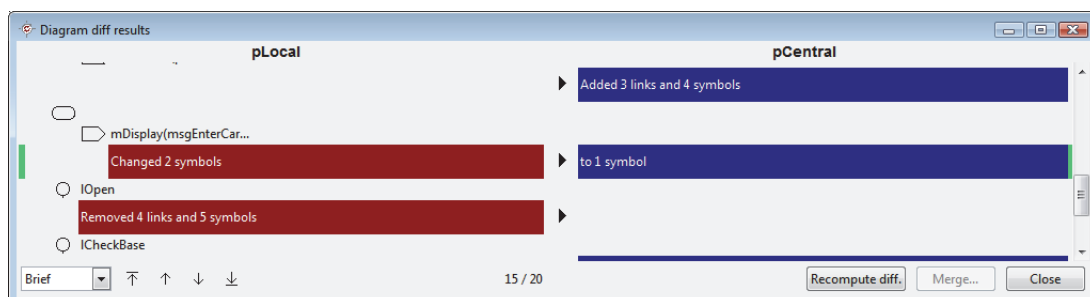 Diagram diff results
pLocal
pCentral
Added 3 links and 4 symbols
mDisplay(msgEnterCar...
Changed 2 symbols
to 1 symbol
lOpen
Removed 4 links and 5 symbols
lCheckBase
Brief
15 / 20
Recompute diff.
Merge...
Close